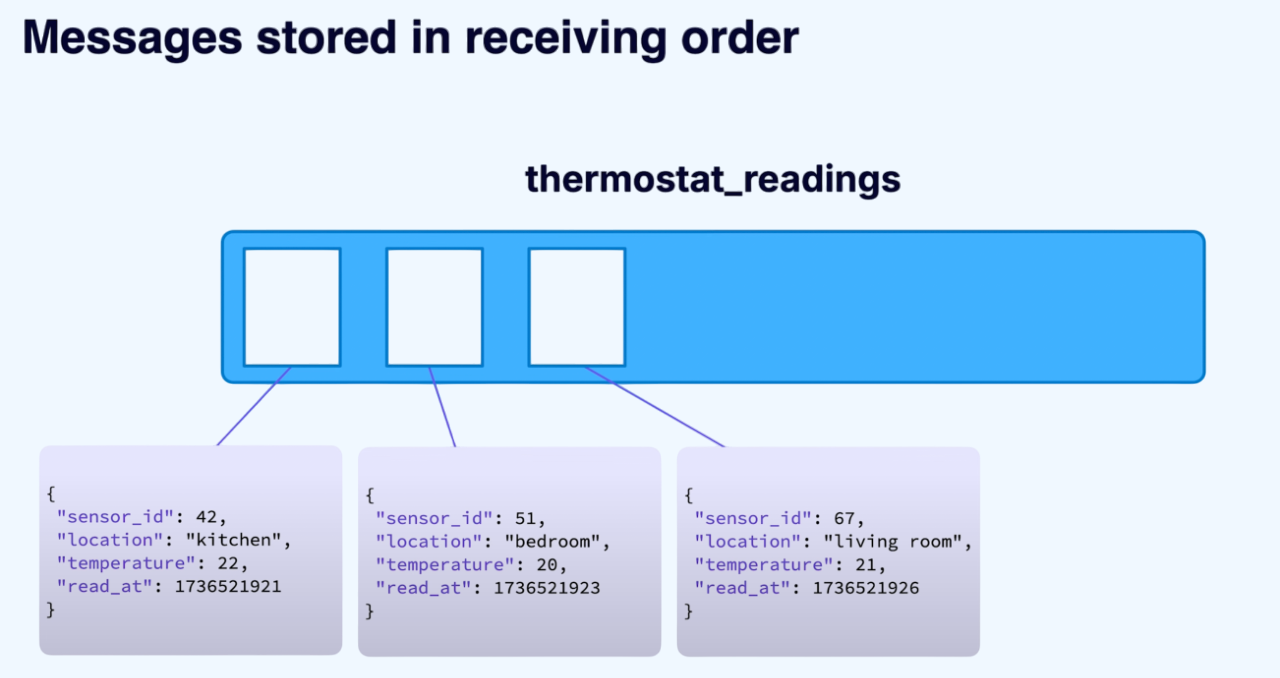 Messages stored in receiving order
thermostat_readings
{
"sensor_id": 42,
"location": "kitchen",
"temperature": 22,
"read_at": 1736521921
}
{
"sensor_id": 51,
"location": "bedroom",
"temperature": 20,
"read_at": 1736521923
}
{
"sensor_id": 67,
"location": "living room",
"temperature": 21,
"read_at": 1736521926
}